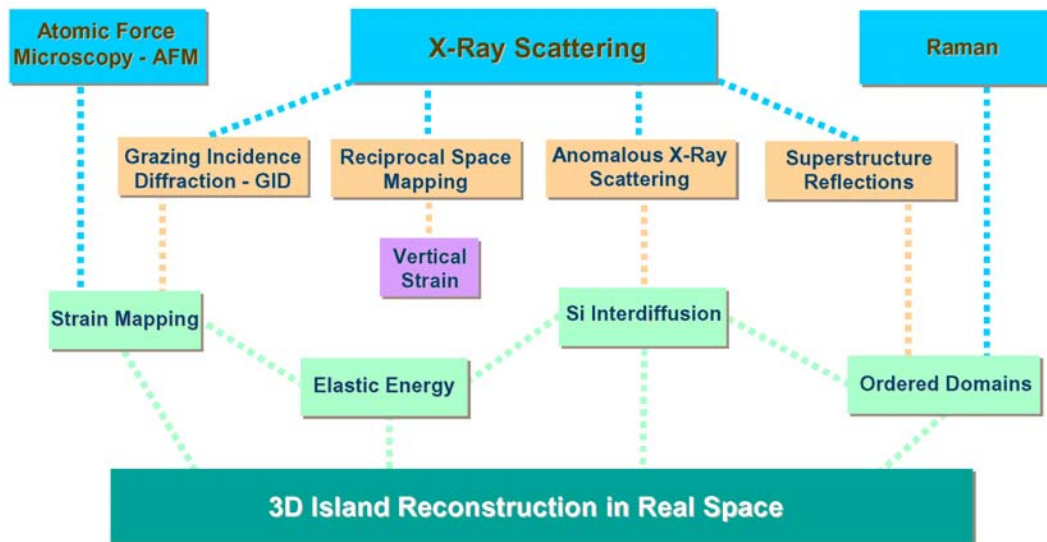 Atomic Force
Microscopy - AFM
X-Ray Scattering
Raman
Grazing Incidence
Diffraction - GID
Reciprocal Space
Mapping
Anomalous X-Ray
Scattering
Superstructure
Reflections
Vertical
Strain
Strain Mapping
Si Interdiffusion
Elastic Energy
Ordered Domains
3D Island Reconstruction in Real Space